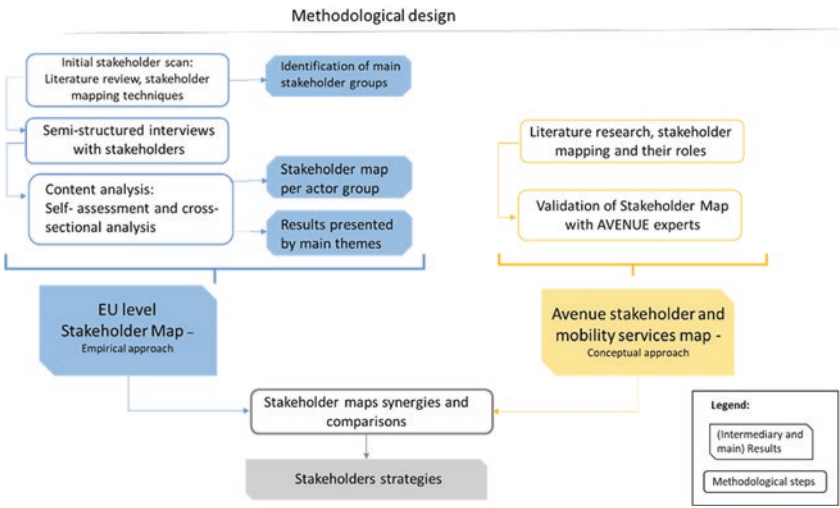 Methodological design
Initial stakeholder scan:
Literature review, stakeholder
mapping techniques
Identification of main
stakeholder groups
Semi-structured interviews
with stakeholders
Content analysis:
Self- assessment and cross-
sectional analysis
Stakeholder map
per actor group
Results presented
by main themes
EU level
Stakeholder Map –
Empirical approach
Literature research, stakeholder
mapping and their roles
Validation of Stakeholder Map
with AVENUE experts
Avenue stakeholder and
mobility services map -
Conceptual approach
Stakeholder maps synergies and
comparisons
Stakeholders strategies
Legend:
(Intermediary and
main) Results
Methodological steps